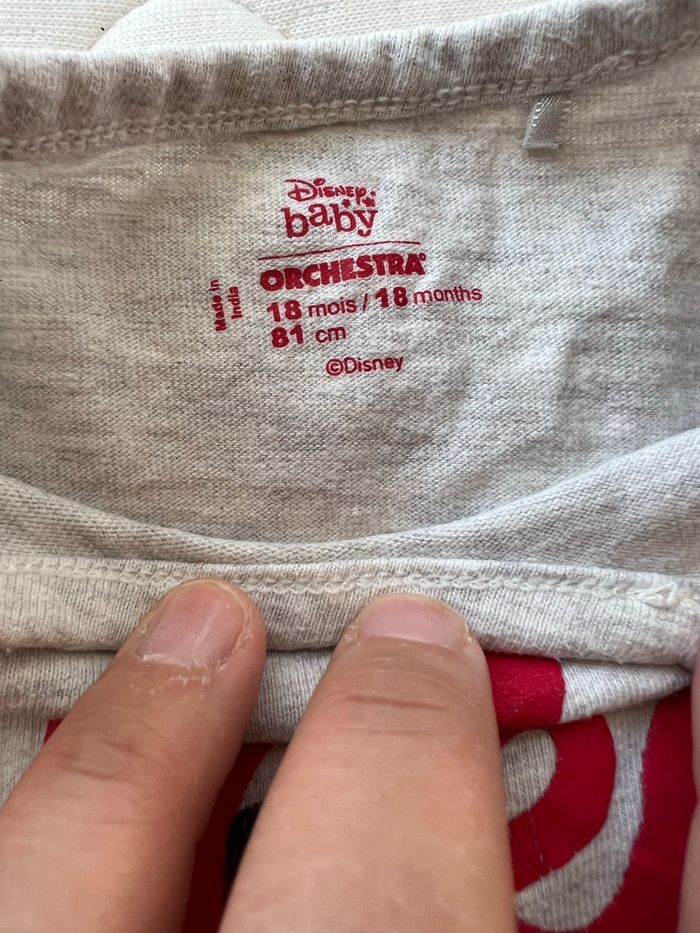 Disney
baby
ORCHESTRA®
Made in
India
18 mois / 18 months
81 cm
©Disney